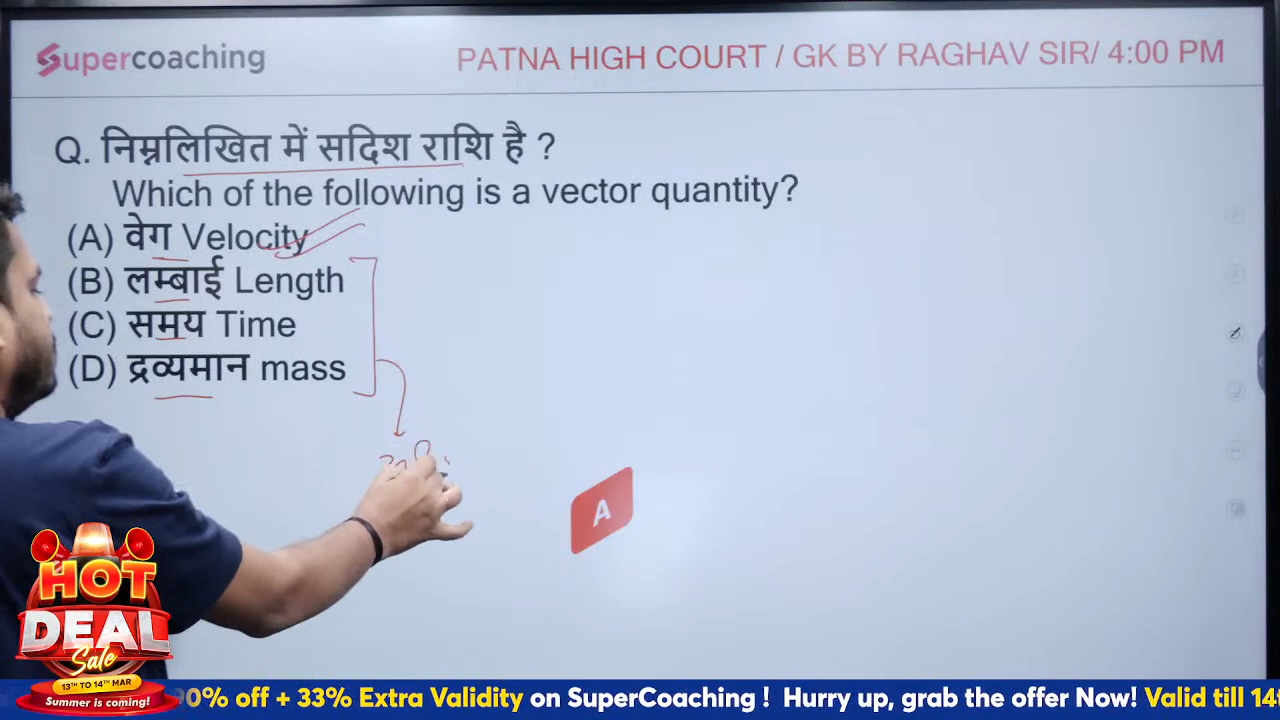 Supercoaching
PATNA HIGH COURT / GK BY RAGHAV SIR/ 4:00 PM
Q. निम्नलिखित में सदिश राशि है ?
Which of the following is a vector quantity?
(A) वेग Velocity
(B) लम्बाई Length
(C) समय Time
(D) द्रव्यमान mass
A
HOT
DEAL
Sale
13TH TO 14TH MAR
Summer is coming!
0% off + 33% Extra Validity on SuperCoaching ! Hurry up, grab the offer Now! Valid till 14